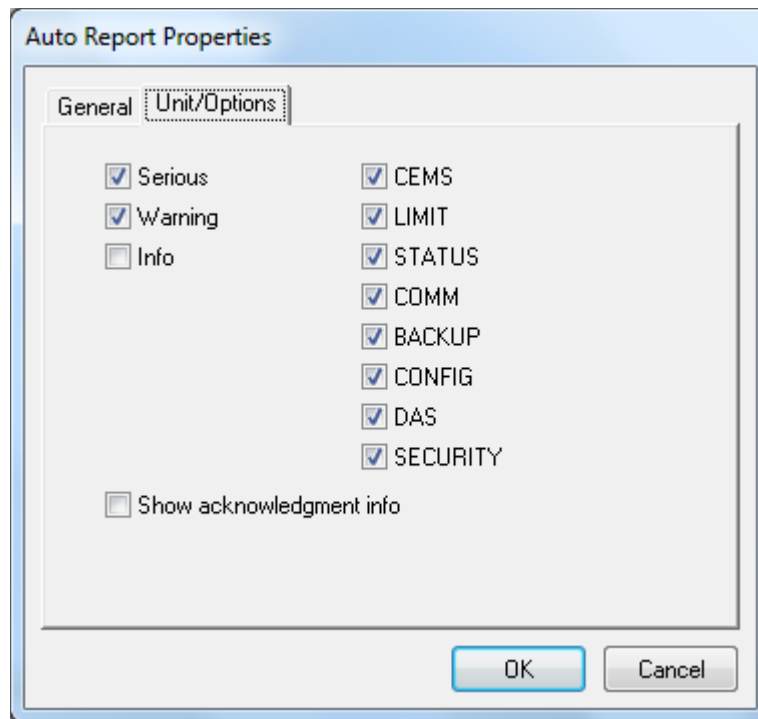 Auto Report Properties
General Unit/Options
Serious CEMS
Warning LIMIT
Info STATUS
COMM
BACKUP
CONFIG
DAS
SECURITY
Show acknowledgment info
OK Cancel